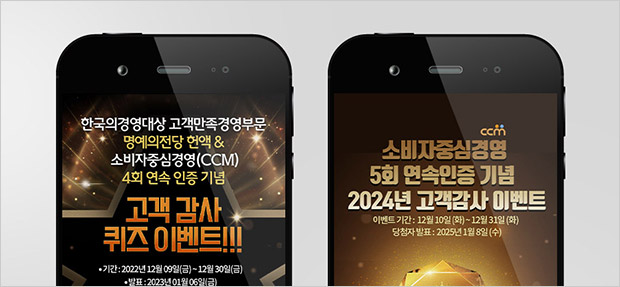 한국의경영대상 고객만족경영부문
명예의전당 헌액 &
소비자중심경영(CCM)
4회 연속 인증 기념
고객 감사
퀴즈 이벤트!!!
• 기간 : 2022년 12월 09일(금) ~ 12월 30일(금)
• 발표 : 2023년 01월 06일(금)
ccm
소비자중심경영
5회 연속인증 기념
2024년 고객감사 이벤트
이벤트 기간 : 12월 10일 (화) ~ 12월 31일 (화)
당첨자 발표 : 2025년 1월 8일 (수)